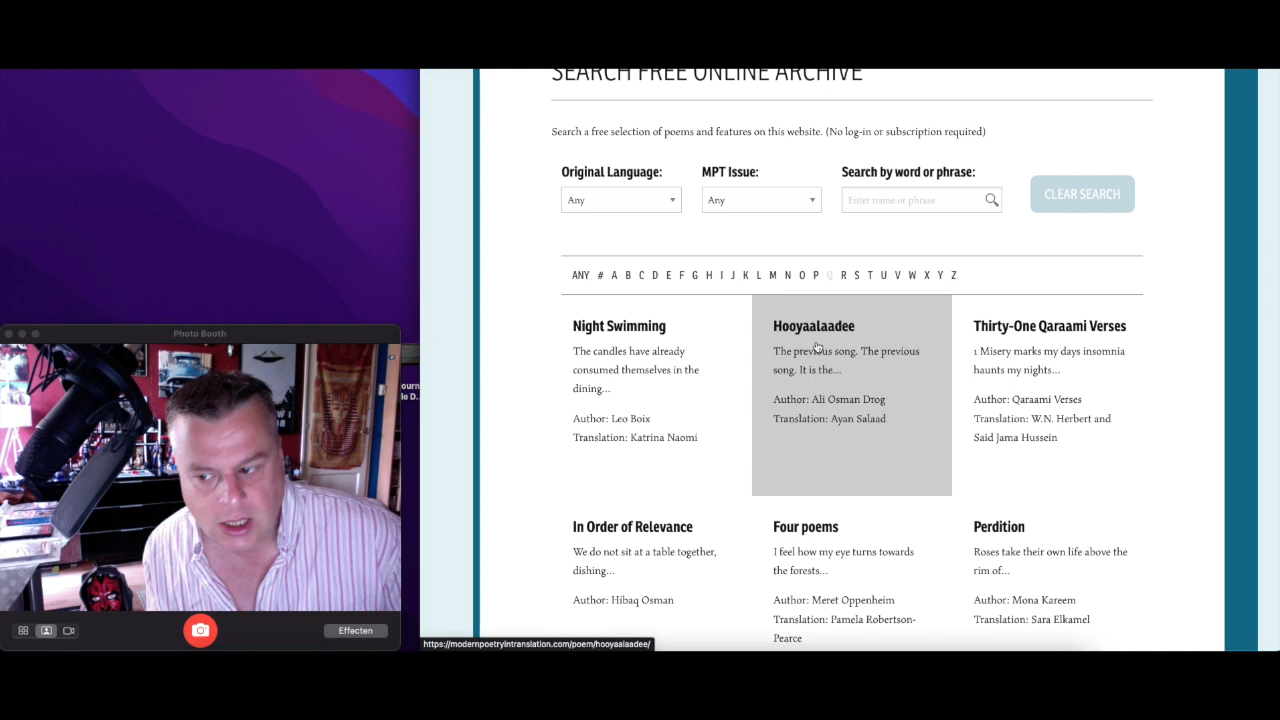 SEARCH FREE ONLINE ARCHIVE
Search a free selection of poems and features on this website. (No log-in or subscription required)
Original Language: MPT Issue: Search by word or phrase:
Any Any Enter name or phrase CLEAR SEARCH
ANY # A B C D E F G H I J K L M N O P Q R S T U V W X Y Z
Night Swimming
The candles have already
consumed themselves in the
dining...
Author: Leo Boix
Translation: Katrina Naomi
Hooyaalaadee
The previous song. The previous
song. It is the...
Author: Ali Osman Drog
Translation: Ayan Salaad
Thirty-One Qaraami Verses
1 Misery marks my days insomnia
haunts my nights...
Author: Qaraami Verses
Translation: W.N. Herbert and
Said Jama Hussein
In Order of Relevance
We do not sit at a table together,
dishing...
Author: Hibaq Osman
Four poems
I feel how my eye turns towards
the forests...
Author: Meret Oppenheim
Translation: Pamela Robertson-
Pearce
Perdition
Roses take their own life above the
rim of...
Author: Mona Kareem
Translation: Sara Elkamel
Photo Booth
Effecten
https://modernpoetryintranslation.com/poem/hooyaalaadee/